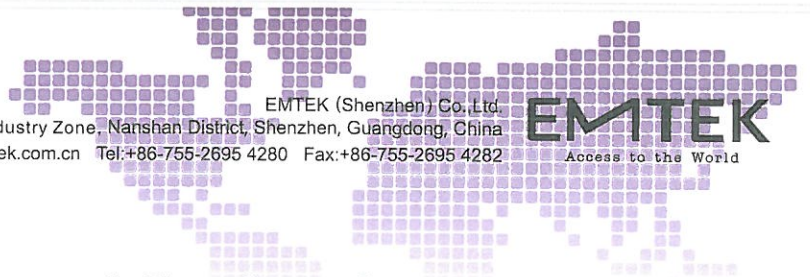 EMTEK (Shenzhen) Co.,Ltd.
dustry Zone, Nanshan District, Shenzhen, Guangdong, China
ek.com.cn Tel:+86-755-2695 4280 Fax:+86-755-2695 4282
EMTEK
Access to the World